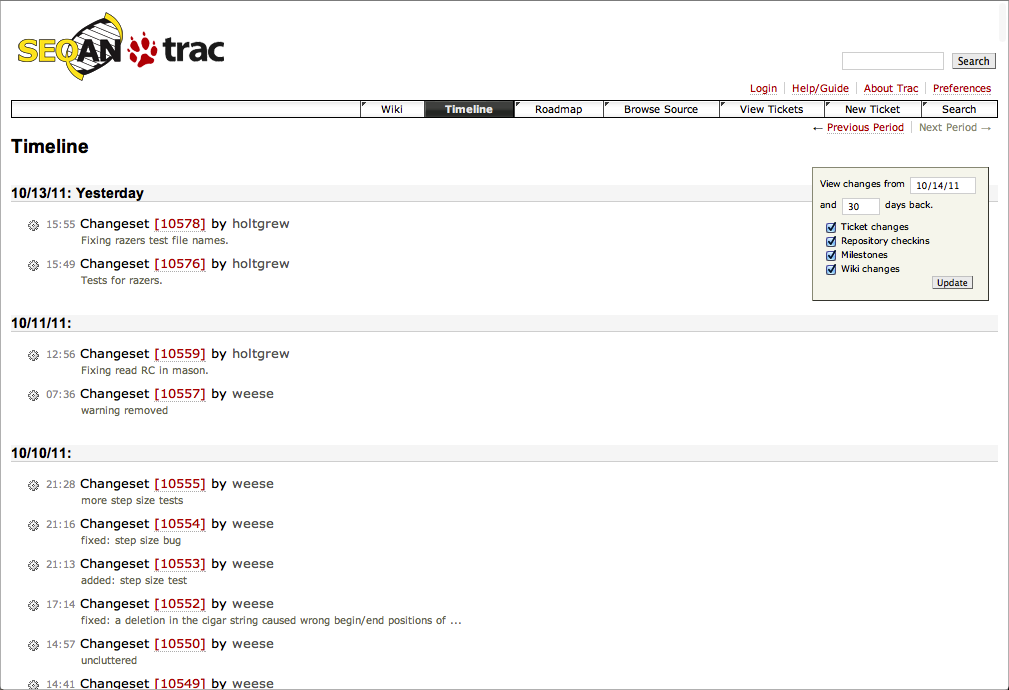 SEQAN trac
Search
Login Help/Guide About Trac Preferences
Wiki Timeline Roadmap Browse Source View Tickets New Ticket Search
← Previous Period Next Period →
Timeline
View changes from 10/14/11
and 30 days back.
Ticket changes
Repository checkins
Milestones
Wiki changes
Update
10/13/11: Yesterday
15:55 Changeset [10578] by holtgrew
Fixing razers test file names.
15:49 Changeset [10576] by holtgrew
Tests for razers.
10/11/11:
12:56 Changeset [10559] by holtgrew
Fixing read RC in mason.
07:36 Changeset [10557] by weese
warning removed
10/10/11:
21:28 Changeset [10555] by weese
more step size tests
21:16 Changeset [10554] by weese
fixed: step size bug
21:13 Changeset [10553] by weese
added: step size test
17:14 Changeset [10552] by weese
fixed: a deletion in the cigar string caused wrong begin/end positions of ...
14:57 Changeset [10550] by weese
uncluttered
14:41 Changeset [10549] by weese